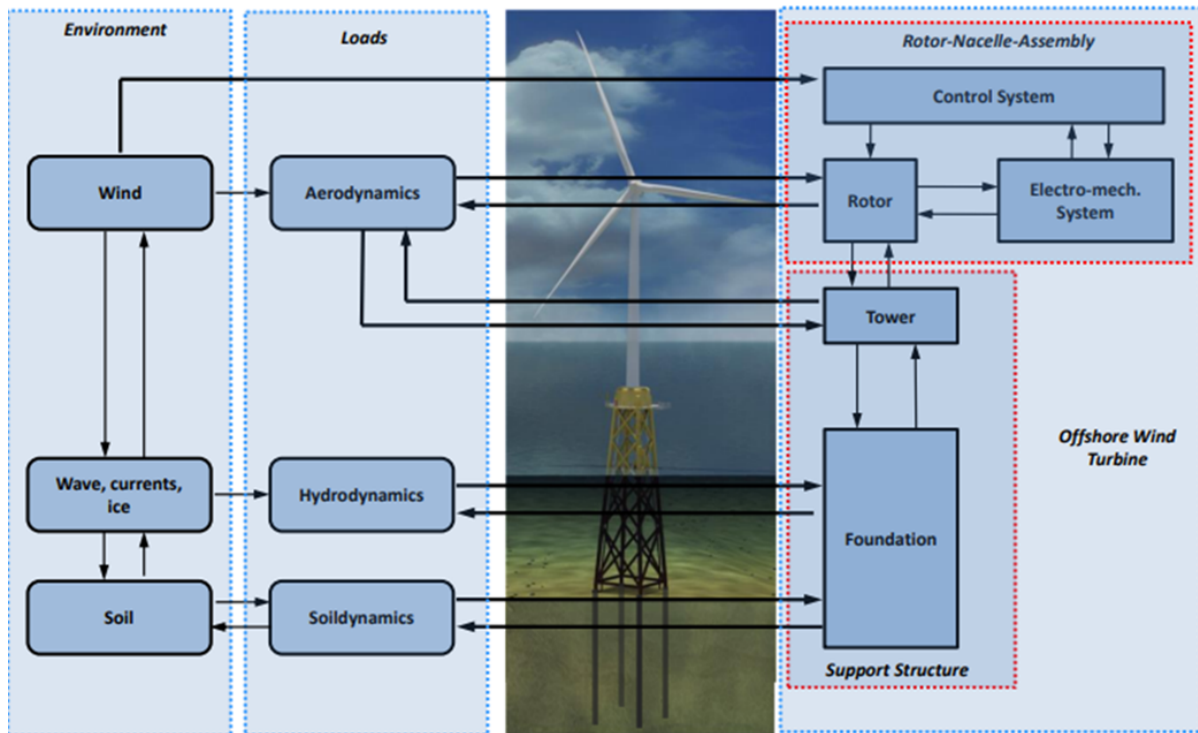 Environment
Loads
Rotor-Nacelle-Assembly
Control System
Wind
Aerodynamics
Rotor
Electro-mech.
System
Tower
Offshore Wind
Turbine
Wave, currents,
ice
Hydrodynamics
Foundation
Soil
Soildynamics
Support Structure